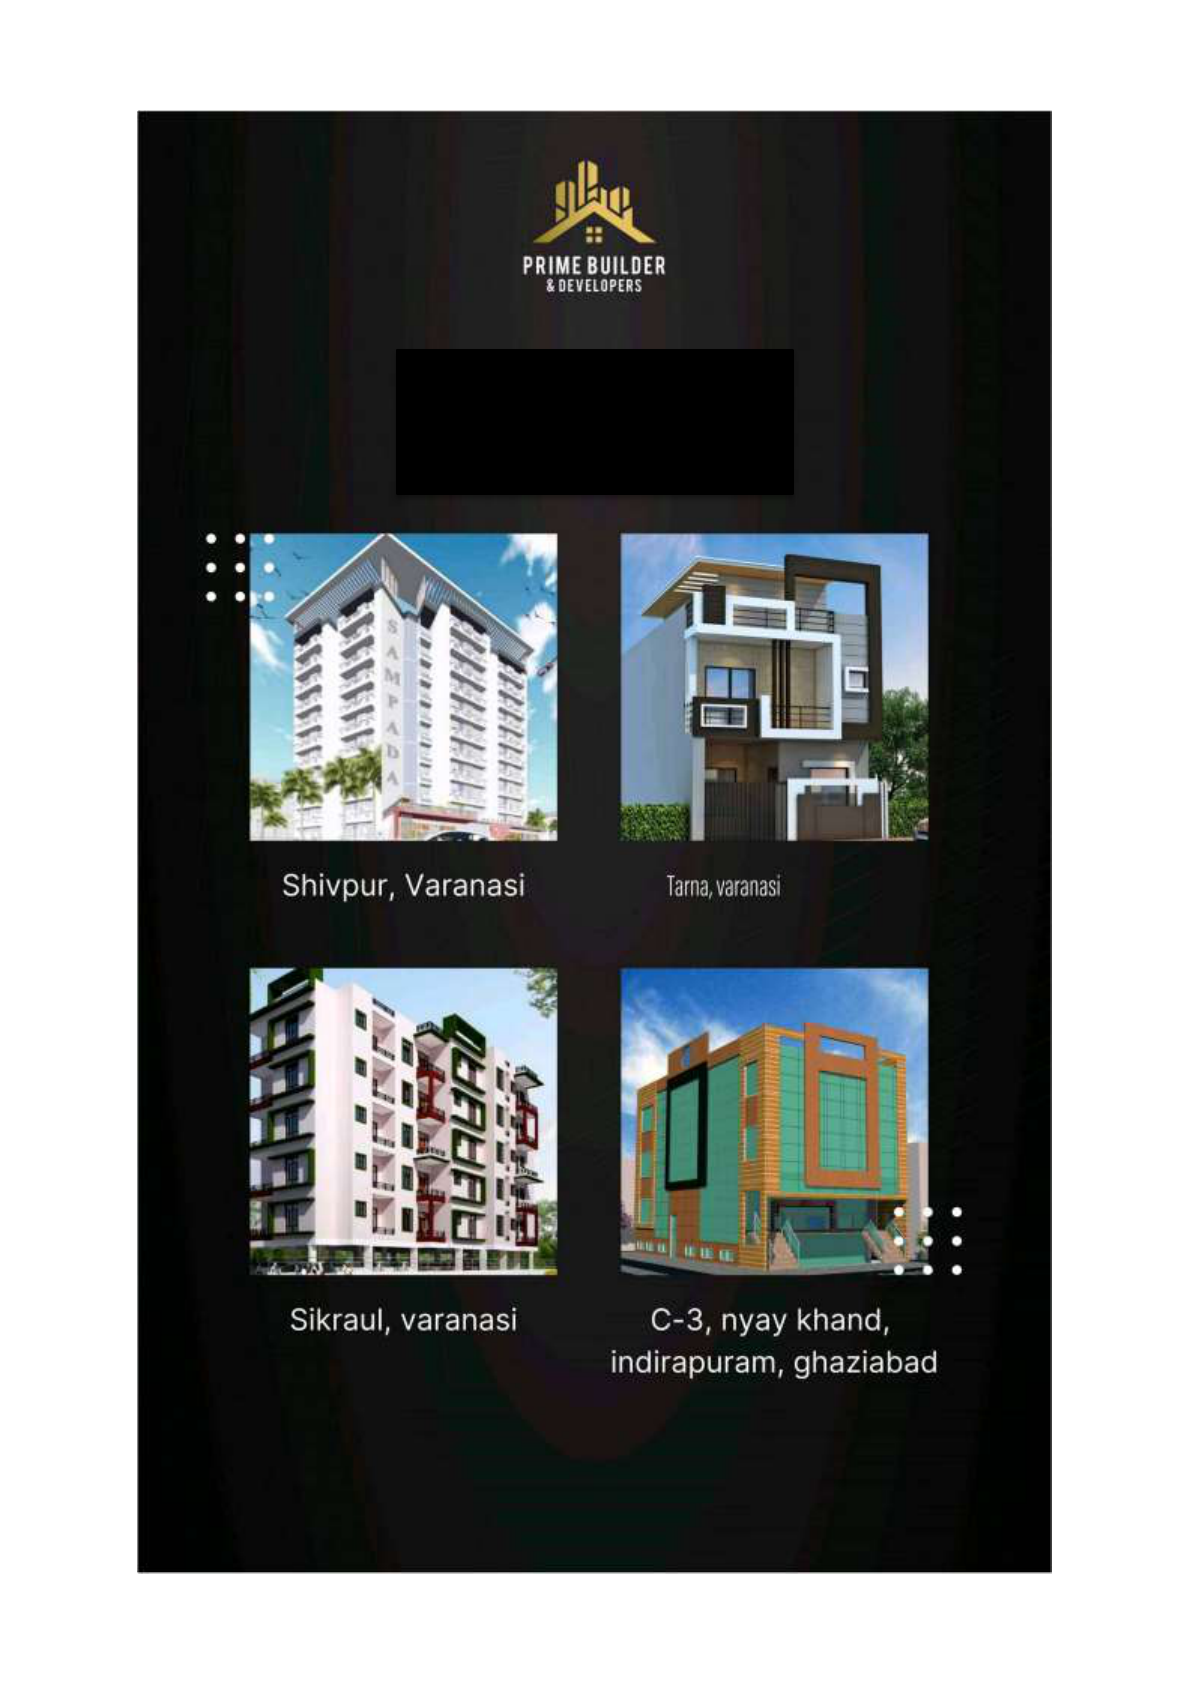 PRIME BUILDER
& DEVELOPERS
SAMPADA
Shivpur, Varanasi
Tarna, varanasi
Sikraul, varanasi
C-3, nyay khand,
indirapuram, ghaziabad